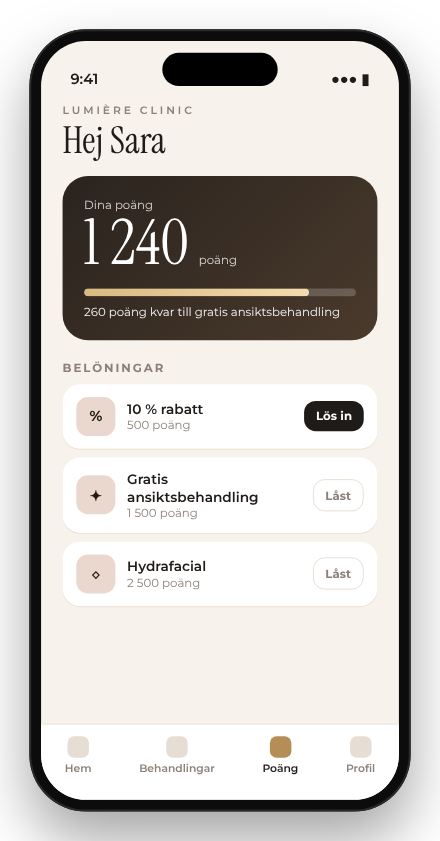 9:41
LUMIÈRE CLINIC
Hej Sara
Dina poäng
1 240 poäng
260 poäng kvar till gratis ansiktsbehandling
BELÖNINGAR
%
10 % rabatt
500 poäng
Lös in
Gratis
ansiktsbehandling
1 500 poäng
Låst
Hydrafacial
2 500 poäng
Låst
Hem
Behandlingar
Poäng
Profil